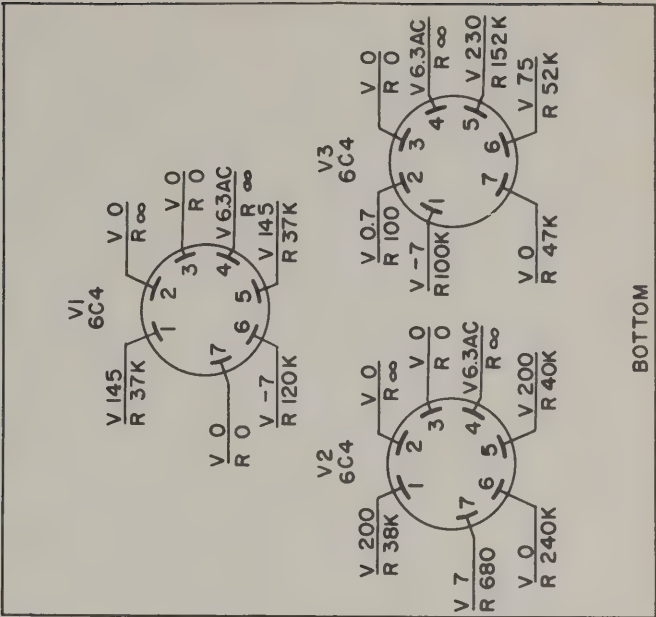 V1
6C4
V 145
R 37K
1
V 0
R ∞
2
V 0
R 0
3
V 6.3AC
R ∞
4
V 145
R 37K
5
V -7
R 120K
6
V 0
R 0
7
V2
6C4
V 200
R 38K
1
V 0
R ∞
2
V 0
R 0
3
V 6.3AC
R ∞
4
V 200
R 40K
5
V 0
R 240K
6
V 7
R 680
7
V3
6C4
V -7
R 100K
1
V 0.7
R 100
2
V 0
R 0
3
V 6.3AC
R ∞
4
V 230
R 152K
5
V 75
R 52K
6
V 0
R 47K
7
BOTTOM